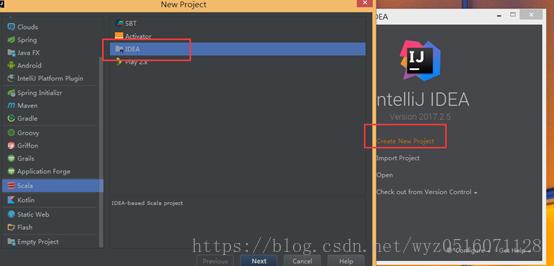 New Project
Clouds
Spring
Java FX
Android
IntelliJ Platform Plugin
Spring Initializr
Maven
Gradle
Groovy
Griffon
Grails
Application Forge
Scala
Kotlin
Static Web
Flash
Empty Project
SBT
Activator
IDEA
Play 2.x
IDEA-based Scala project
Previous
Next
Cancel
Help
DEA
IJ
ntelliJ IDEA
Version 2017.2.5
Create New Project
Import Project
Open
Check out from Version Control
Configure
Get Help
https://blog.csdn.net/wyz0516071128